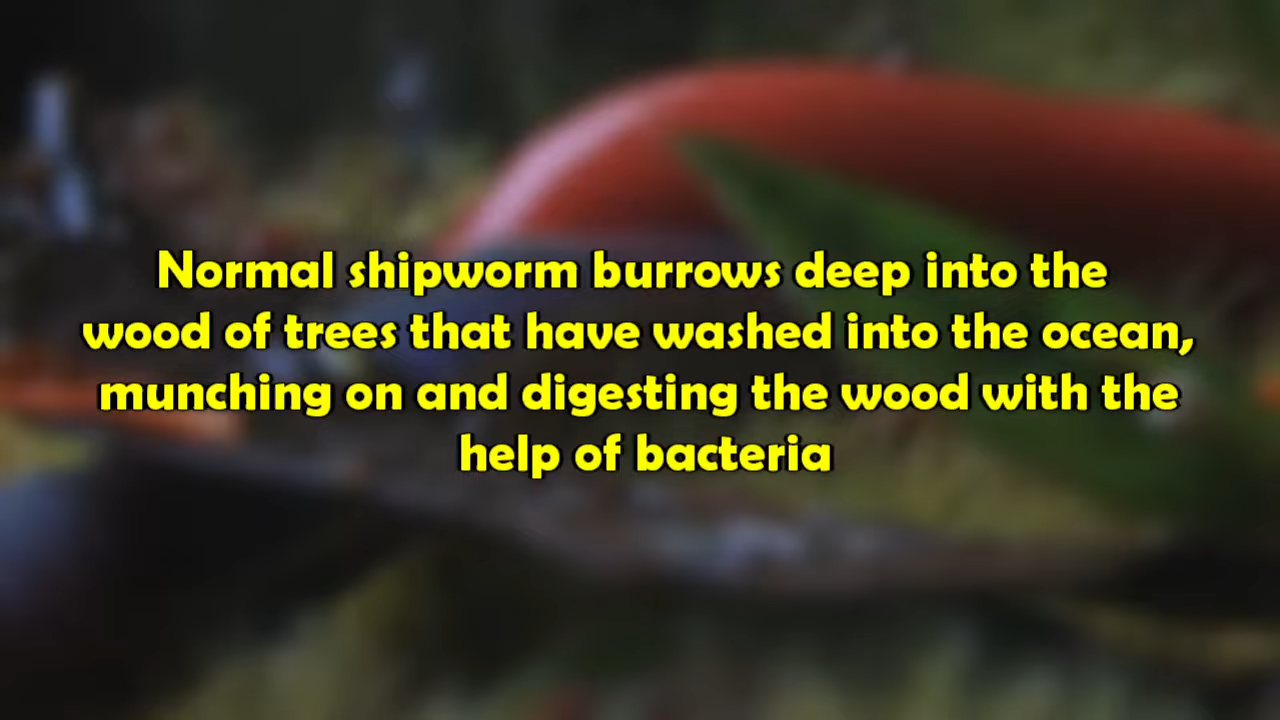 Normal shipworm burrows deep into the
wood of trees that have washed into the ocean,
munching on and digesting the wood with the
help of bacteria